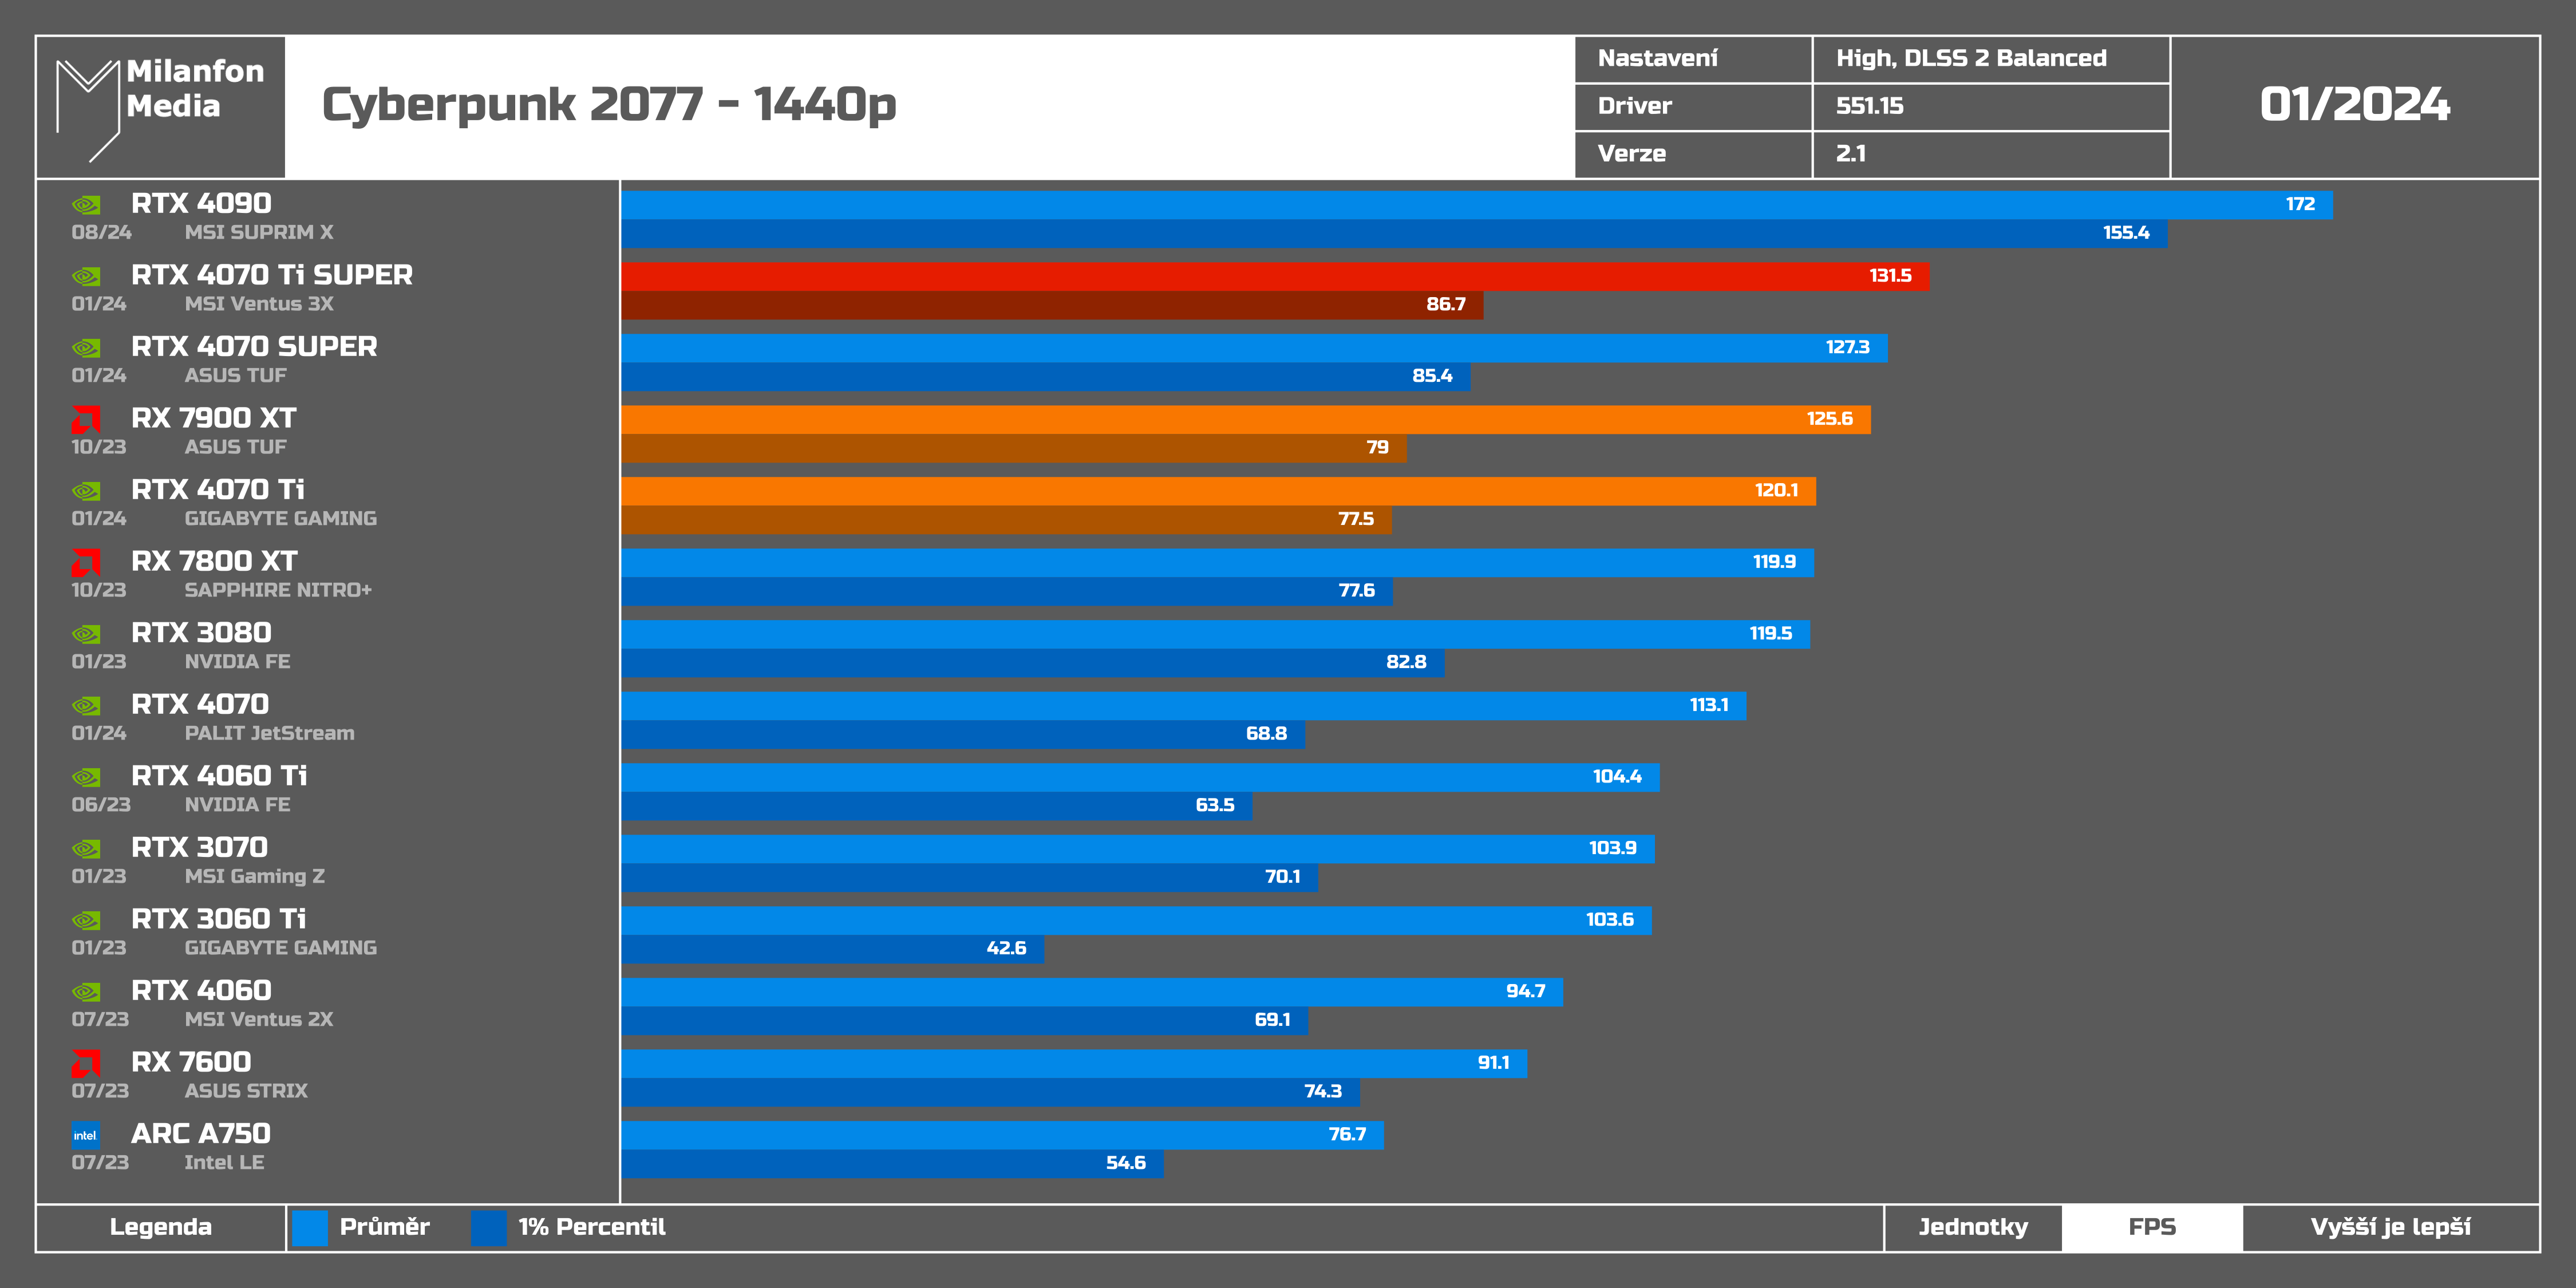 Milanfon
Media
Cyberpunk 2077 - 1440p
Nastavení High, DLSS 2 Balanced
Driver 551.15
Verze 2.1
01/2024
RTX 4090 172
08/24 MSI SUPRIM X 155.4
RTX 4070 Ti SUPER 131.5
01/24 MSI Ventus 3X 86.7
RTX 4070 SUPER 127.3
01/24 ASUS TUF 85.4
RX 7900 XT 125.6
10/23 ASUS TUF 79
RTX 4070 Ti 120.1
01/24 GIGABYTE GAMING 77.5
RX 7800 XT 119.9
10/23 SAPPHIRE NITRO+ 77.6
RTX 3080 119.5
01/23 NVIDIA FE 82.8
RTX 4070 113.1
01/24 PALIT JetStream 68.8
RTX 4060 Ti 104.4
06/23 NVIDIA FE 63.5
RTX 3070 103.9
01/23 MSI Gaming Z 70.1
RTX 3060 Ti 103.6
01/23 GIGABYTE GAMING 42.6
RTX 4060 94.7
07/23 MSI Ventus 2X 69.1
RX 7600 91.1
07/23 ASUS STRIX 74.3
intel ARC A750 76.7
07/23 Intel LE 54.6
Legenda Průměr 1% Percentil Jednotky FPS Vyšší je lepší